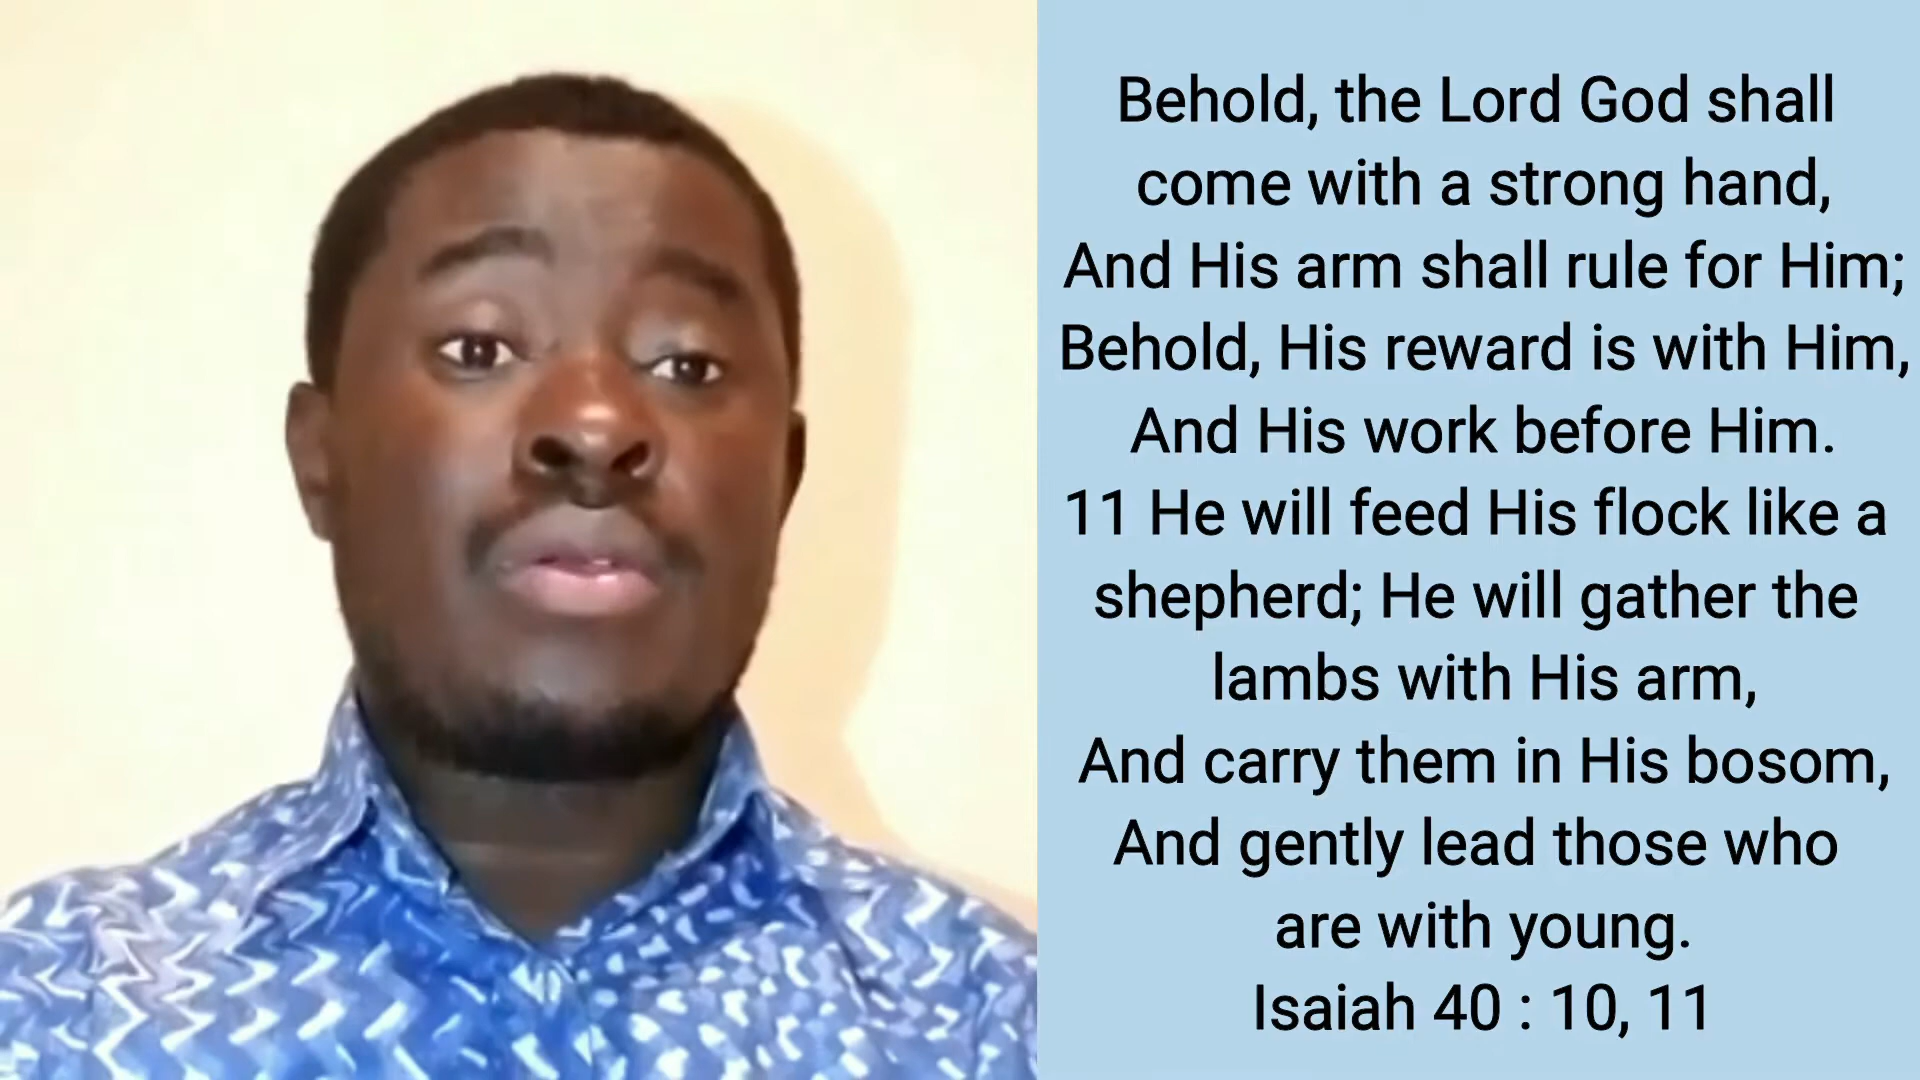 Behold, the Lord God shall
come with a strong hand,
And His arm shall rule for Him;
Behold, His reward is with Him,
And His work before Him.
11 He will feed His flock like a
shepherd; He will gather the
lambs with His arm,
And carry them in His bosom,
And gently lead those who
are with young.
Isaiah 40 : 10, 11